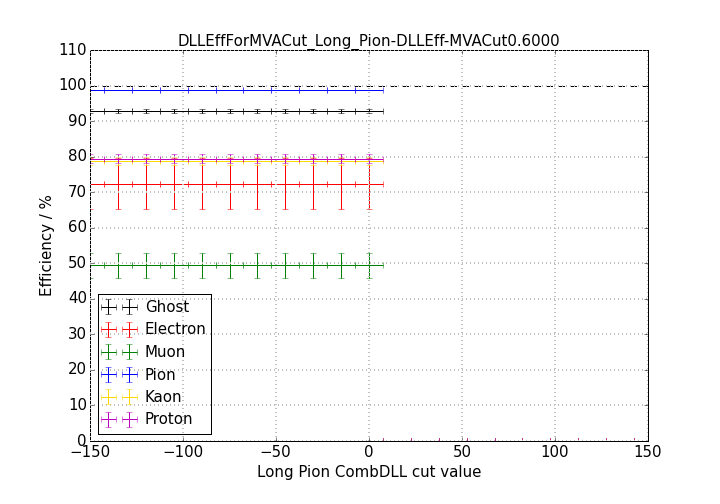 DLLEffForMVACut_Long_Pion-DLLEff-MVACut0.6000
110
100
90
80
70
60
50
40
30
20
10
0
Efficiency / %
Ghost
Electron
Muon
Pion
Kaon
Proton
−150 −100 −50 0 50 100 150
Long Pion CombDLL cut value